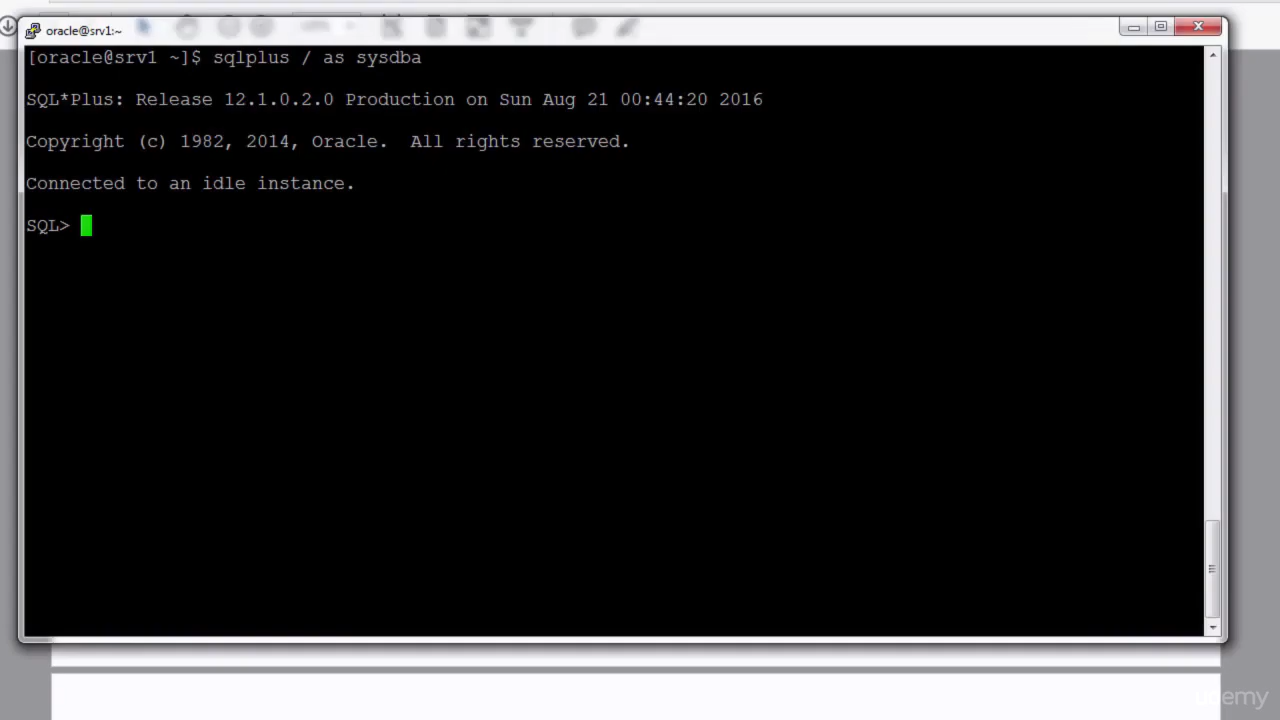 oracle@srv1:~
[oracle@srv1 ~]$ sqlplus / as sysdba
SQL*Plus: Release 12.1.0.2.0 Production on Sun Aug 21 00:44:20 2016
Copyright (c) 1982, 2014, Oracle.  All rights reserved.
Connected to an idle instance.
SQL>
udemy